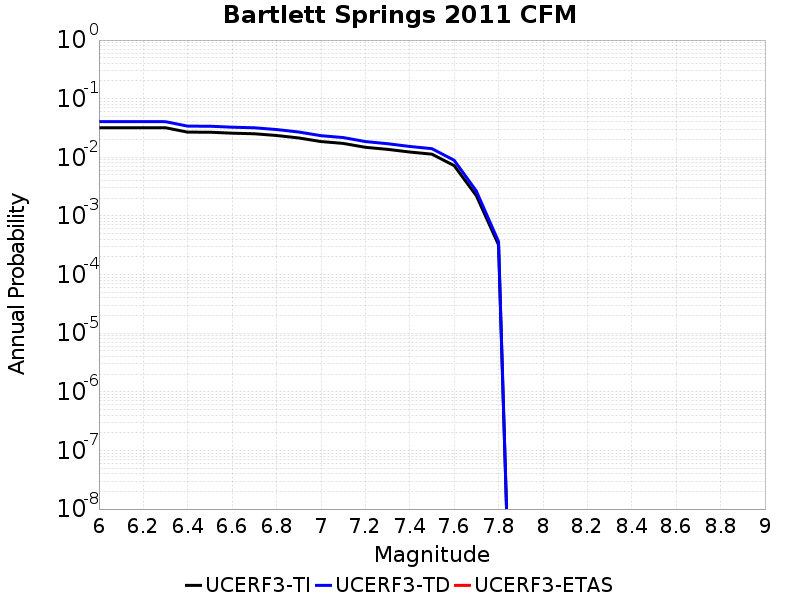 Bartlett Springs 2011 CFM
10^0
10^-1
10^-2
10^-3
10^-4
10^-5
10^-6
10^-7
10^-8
Annual Probability
6 6.2 6.4 6.6 6.8 7 7.2 7.4 7.6 7.8 8 8.2 8.4 8.6 8.8 9
Magnitude
UCERF3-TI UCERF3-TD UCERF3-ETAS